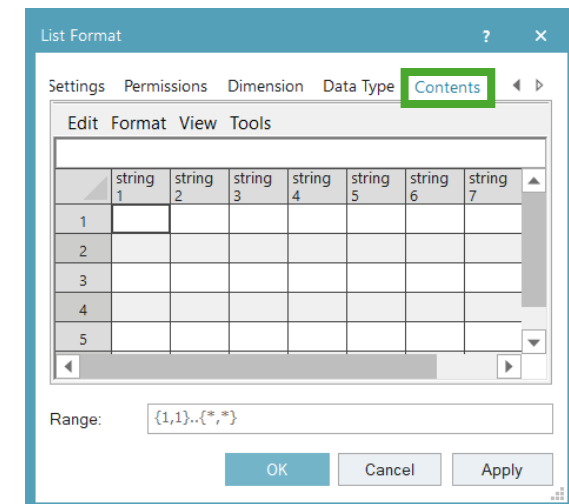 List Format ? ×
Settings Permissions Dimension Data Type Contents
Edit Format View Tools
string 1 string 2 string 3 string 4 string 5 string 6 string 7
1
2
3
4
5
Range: {1,1}..{*,*}
OK Cancel Apply